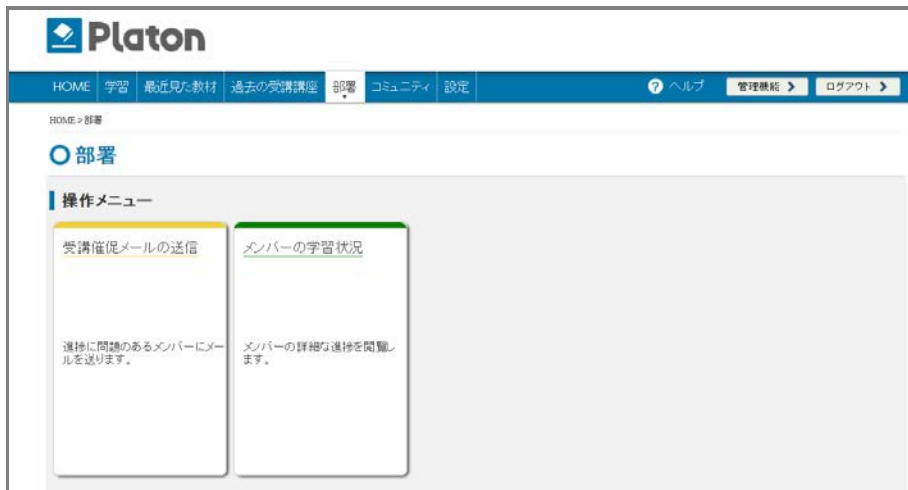 Platon
HOME 学習 最近見た教材 過去の受講講座 部署 コミュニティ 設定 ? ヘルプ 管理機能 ログアウト
HOME > 部署
部署
操作メニュー
受講催促メールの送信
メンバーの学習状況
進捗に問題のあるメンバーにメー
ルを送ります。
メンバーの詳細な進捗を閲覧し
ます。